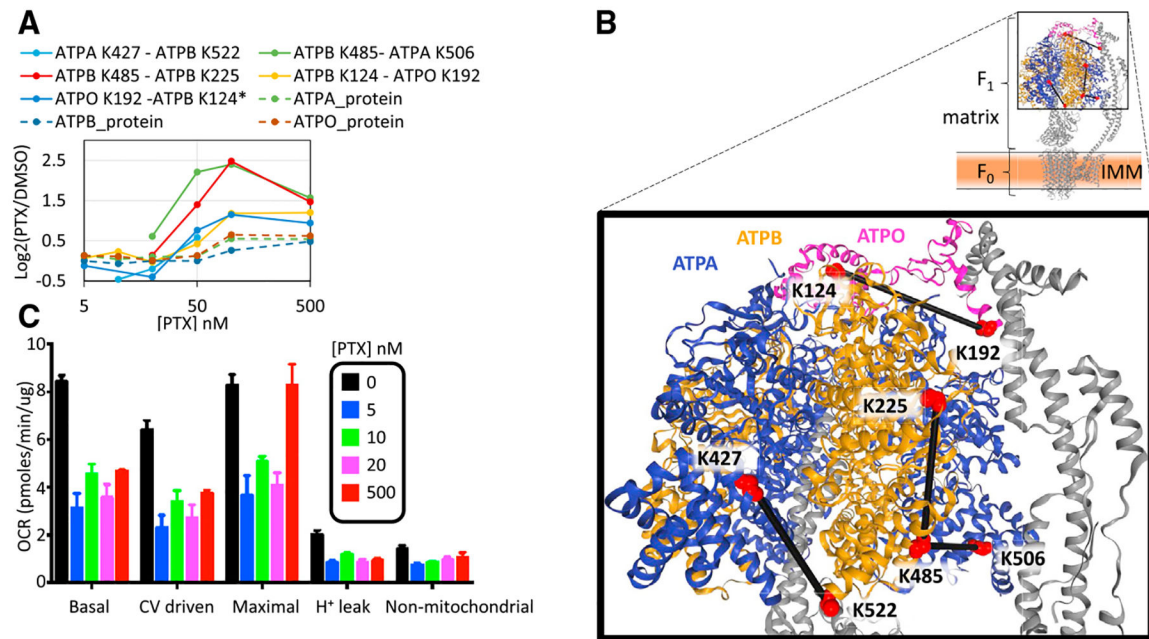 A
ATPA K427 - ATPB K522
ATPB K485- ATPA K506
ATPB K485 - ATPB K225
ATPB K124 - ATPO K192
ATPO K192 -ATPB K124*
ATPA_protein
ATPB_protein
ATPO_protein
Log2(PTX/DMSO)
2.5
1.5
0.5
-0.5
5
50
500
[PTX] nM
B
F1
matrix
F0
IMM
ATPB
ATPO
ATPA
K124
K192
K225
K427
K485
K506
K522
C
OCR (pmoles/min/ug)
10
8
6
4
2
0
[PTX] nM
0
5
10
20
500
Basal
CV driven
Maximal
H+ leak
Non-mitochondrial